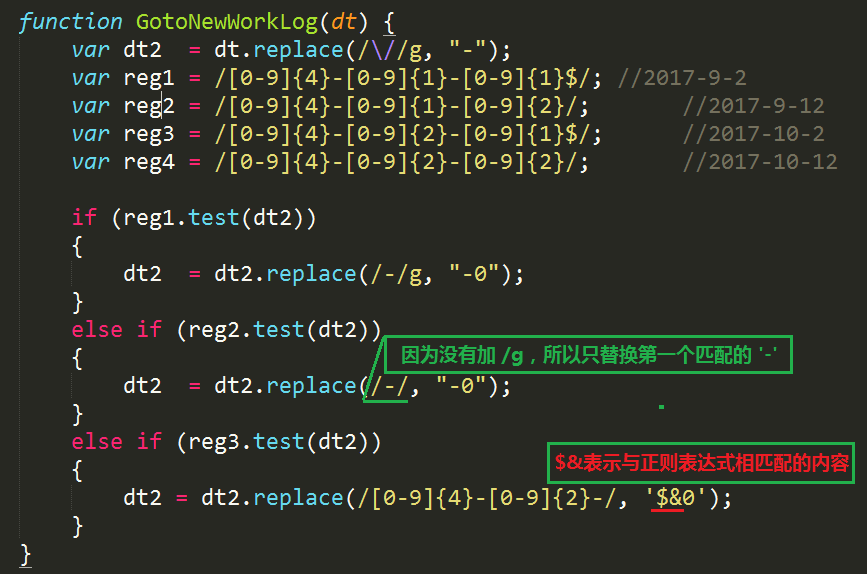 function GotoNewWorkLog(dt) {
var dt2 = dt.replace(/\//g, "-");
var reg1 = /[0-9]{4}-[0-9]{1}-[0-9]{1}$/; //2017-9-2
var reg2 = /[0-9]{4}-[0-9]{1}-[0-9]{2}/; //2017-9-12
var reg3 = /[0-9]{4}-[0-9]{2}-[0-9]{1}$/; //2017-10-2
var reg4 = /[0-9]{4}-[0-9]{2}-[0-9]{2}/; //2017-10-12
if (reg1.test(dt2))
{
dt2 = dt2.replace(/-/g, "-0");
}
else if (reg2.test(dt2))
因为没有加 /g，所以只替换第一个匹配的 '-'
{
dt2 = dt2.replace(/-/, "-0");
}
else if (reg3.test(dt2))
$&表示与正则表达式相匹配的内容
{
dt2 = dt2.replace(/[0-9]{4}-[0-9]{2}-/, '$&0');
}
}